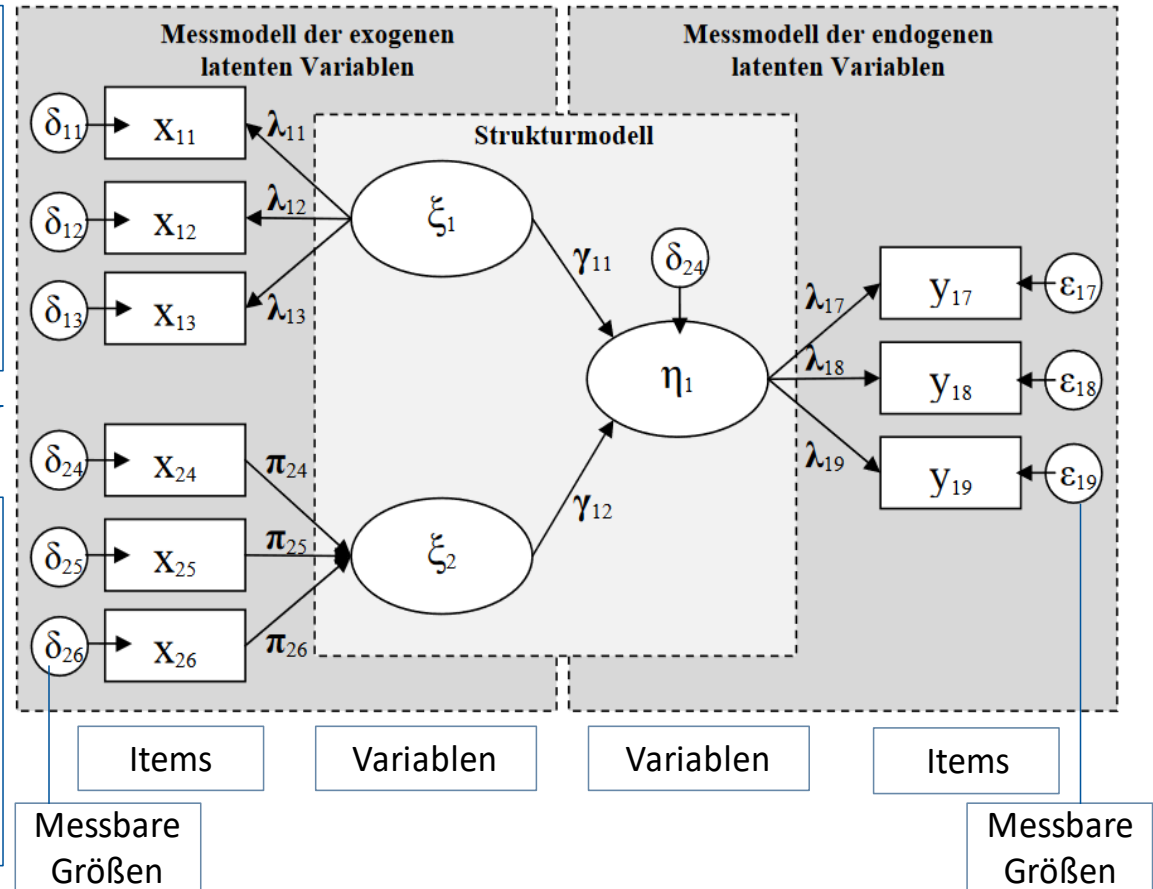 Messmodell der exogenen
latenten Variablen
Messmodell der endogenen
latenten Variablen
Strukturmodell
δ₁₁ x₁₁ λ₁₁
δ₁₂ x₁₂ λ₁₂
δ₁₃ x₁₃ λ₁₃
ξ₁
γ₁₁
δ₂₄
η₁
λ₁₇ y₁₇ ε₁₇
λ₁₈ y₁₈ ε₁₈
λ₁₉ y₁₉ ε₁₉
δ₂₄ x₂₄ π₂₄
δ₂₅ x₂₅ π₂₅
δ₂₆ x₂₆ π₂₆
ξ₂
γ₁₂
Items
Variablen
Variablen
Items
Messbare
Größen
Messbare
Größen